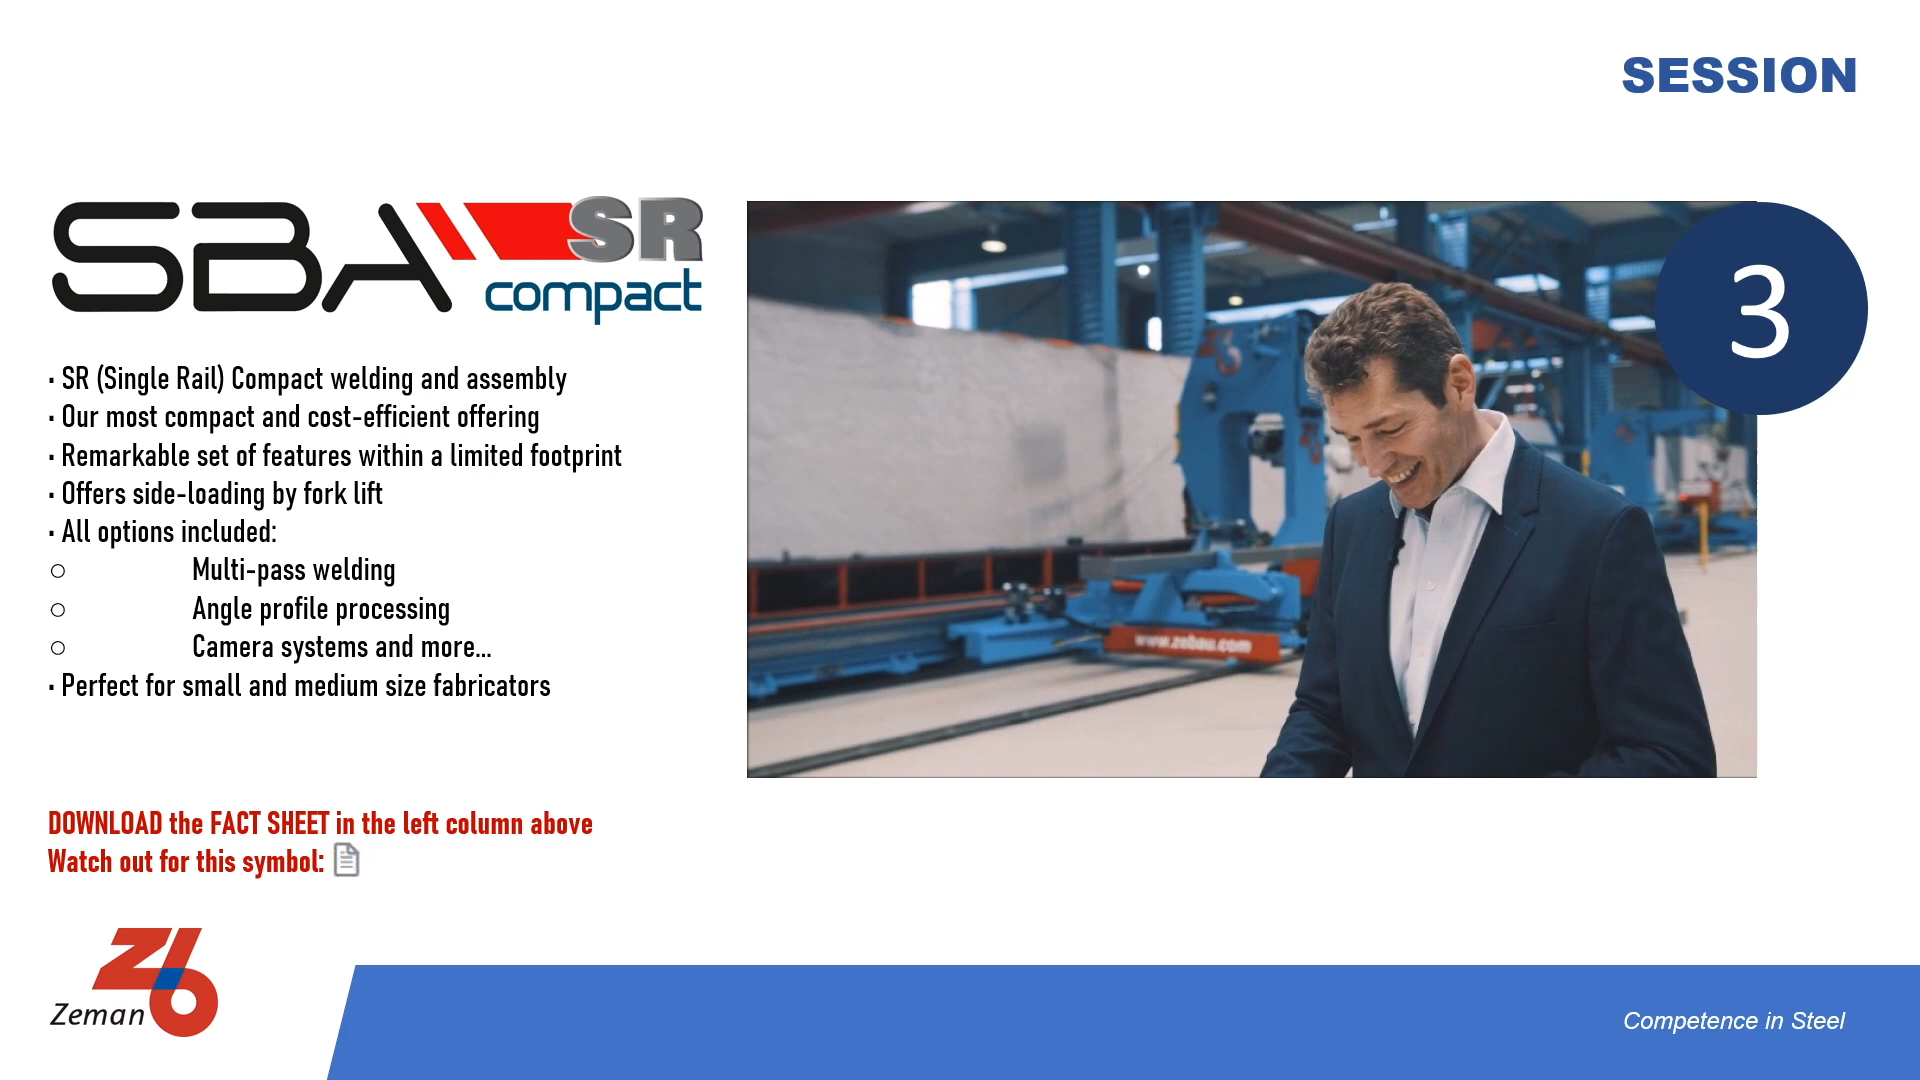 SESSION
SBA SR
compact
3
· SR (Single Rail) Compact welding and assembly
· Our most compact and cost-efficient offering
· Remarkable set of features within a limited footprint
· Offers side-loading by fork lift
· All options included:
○ Multi-pass welding
○ Angle profile processing
○ Camera systems and more...
· Perfect for small and medium size fabricators
www.zebau.com
DOWNLOAD the FACT SHEET in the left column above
Watch out for this symbol:
Zeman
Competence in Steel